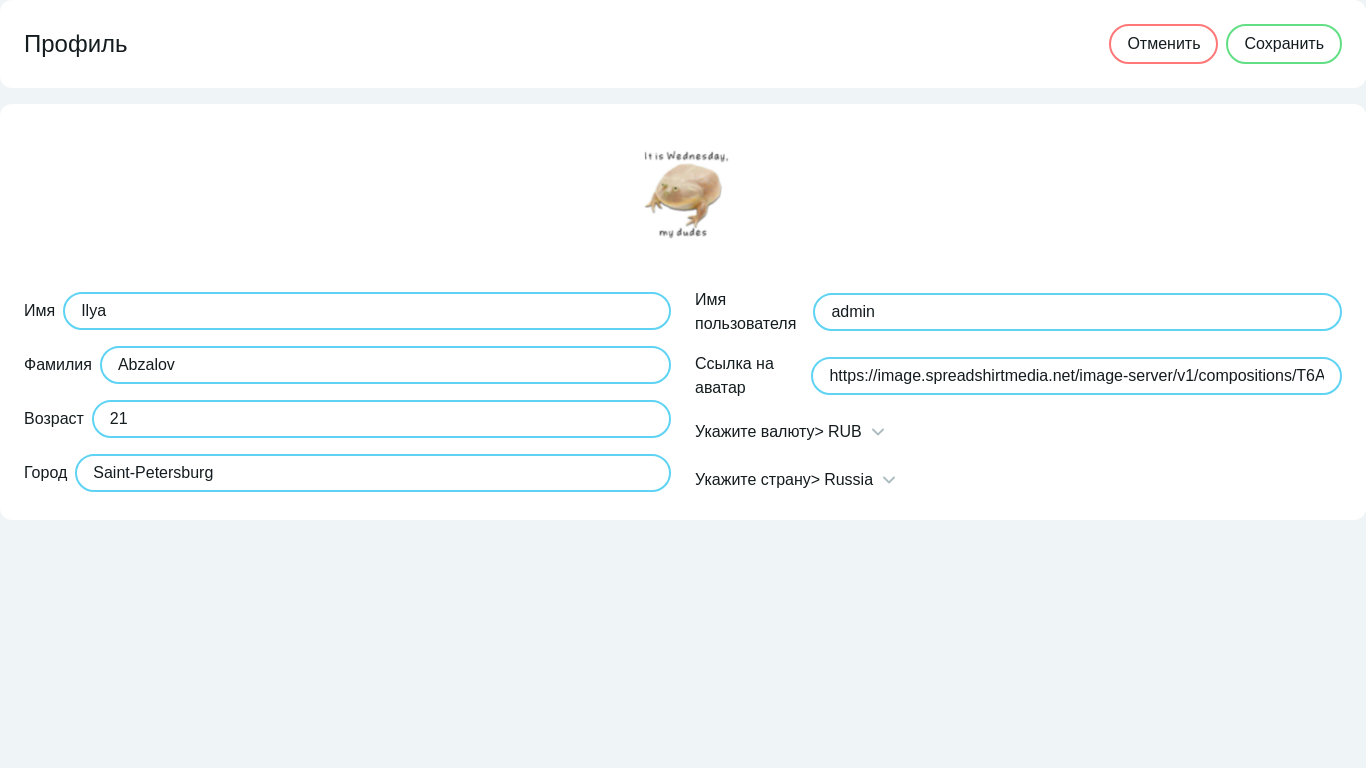 Профиль
Отменить
Сохранить
It is Wednesday,
my dudes
Имя
Ilya
Фамилия
Abzalov
Возраст
21
Город
Saint-Petersburg
Имя
пользователя
admin
Ссылка на
аватар
https://image.spreadshirtmedia.net/image-server/v1/compositions/T6A
Укажите валюту> RUB
Укажите страну> Russia